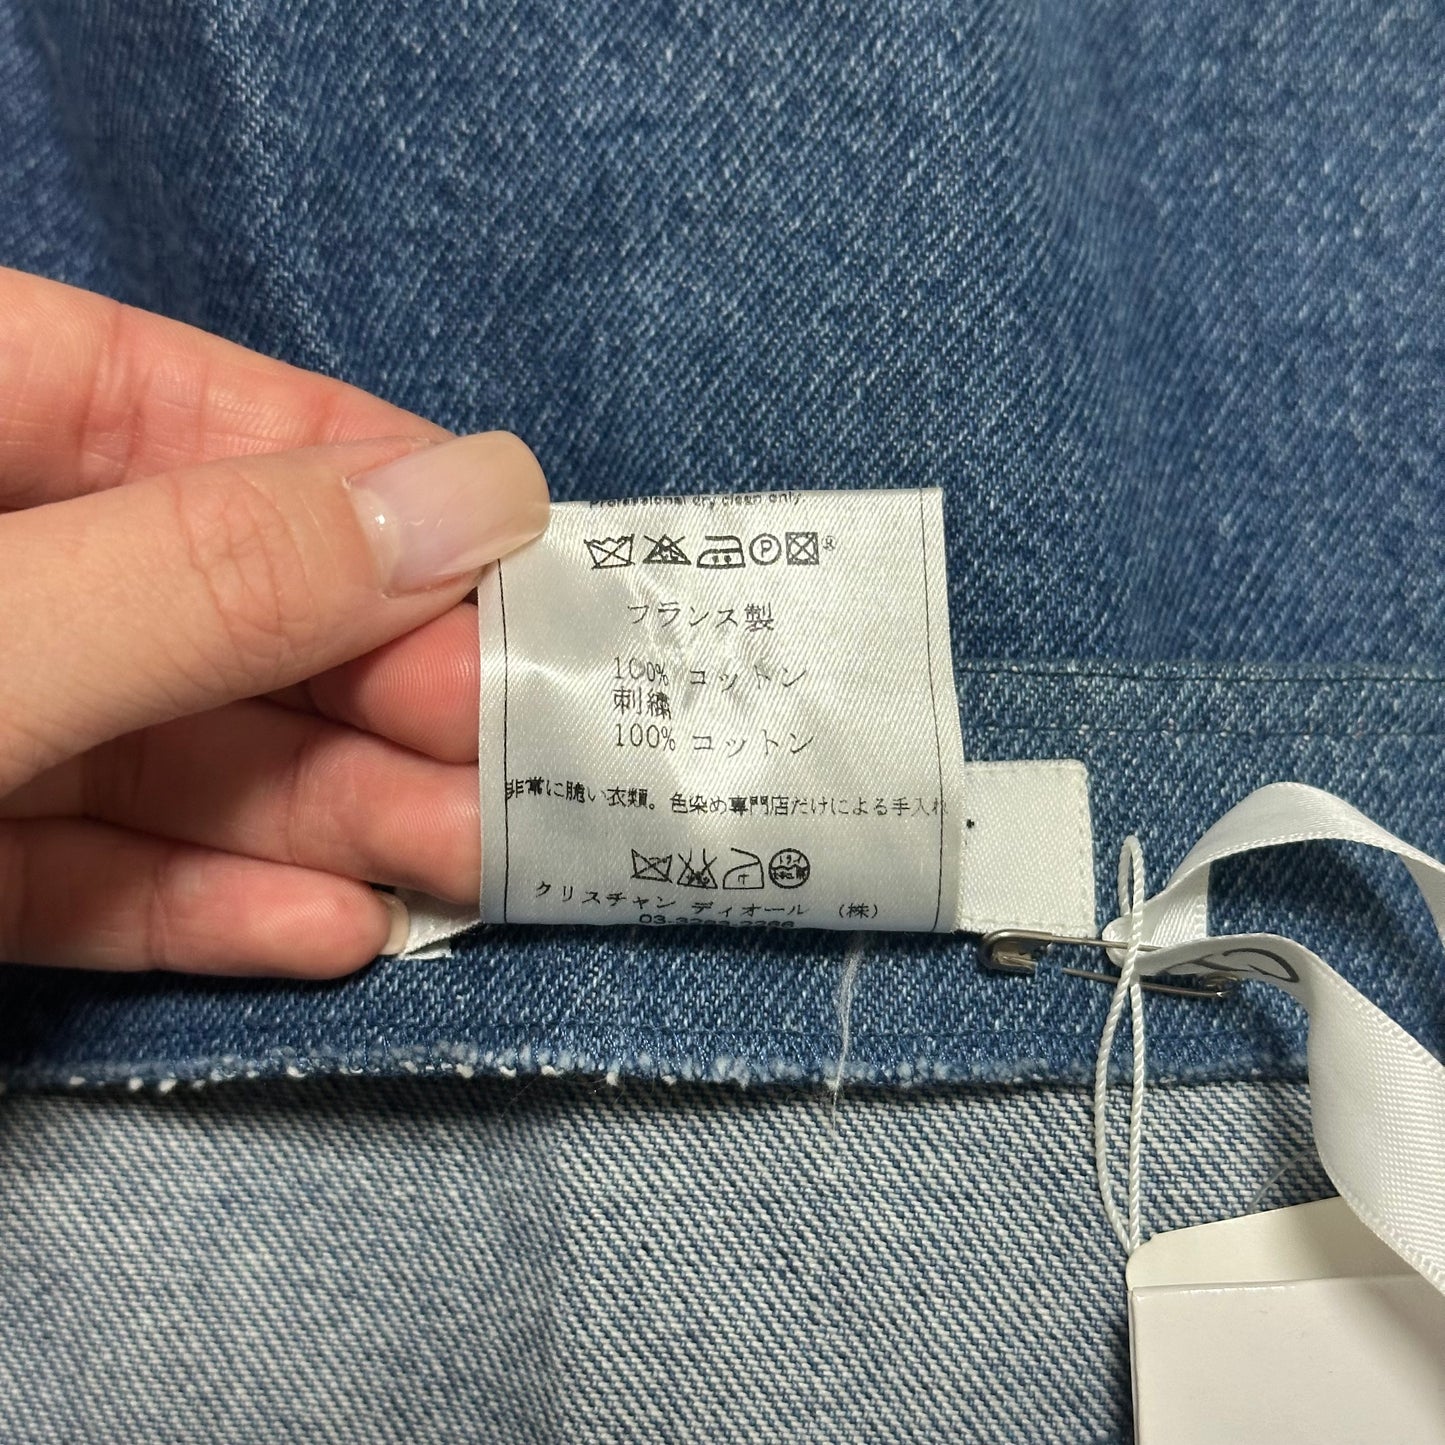 Professional dry clean only
P
フランス製
100% コットン
刺繍
100% コットン
非常に脆い衣類。色染め専門店だけによる手入れ
クリスチャン ディオール （株）